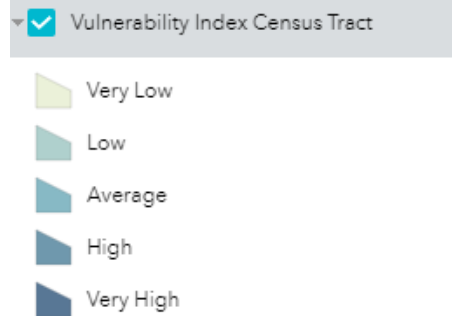 Vulnerability Index Census Tract
Very Low
Low
Average
High
Very High